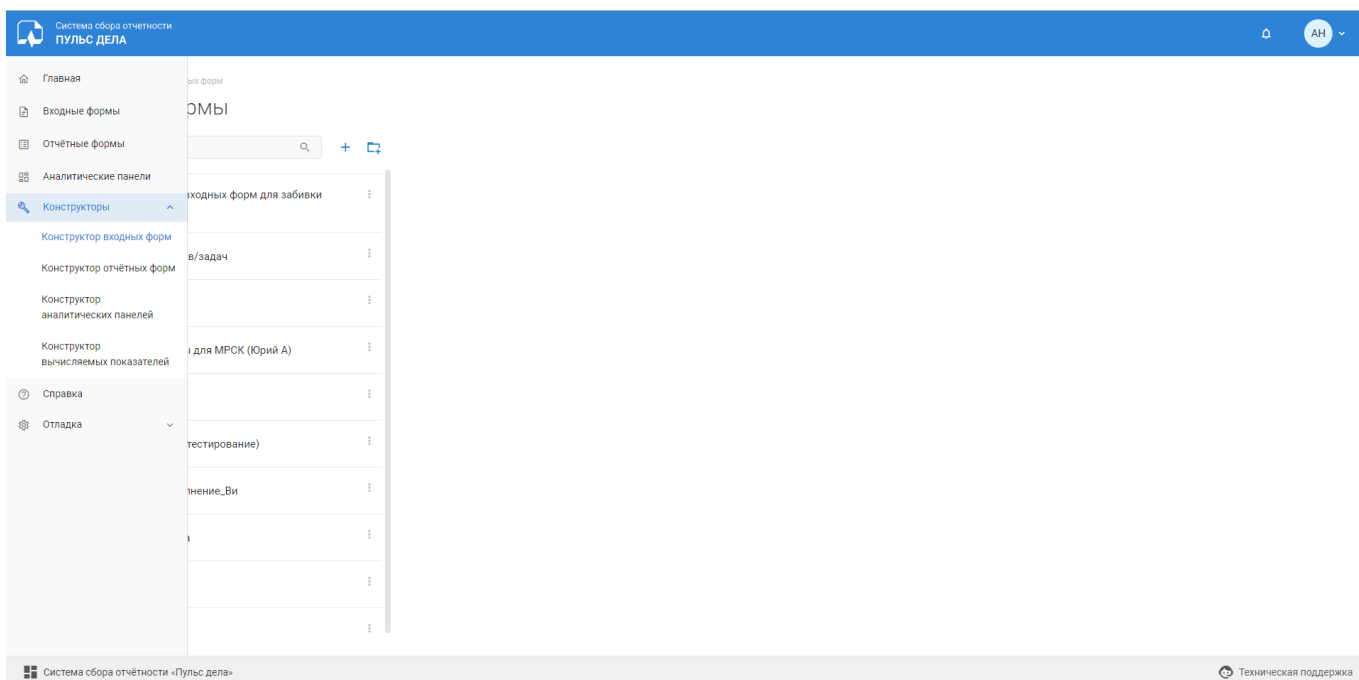 Система сбора отчетности
ПУЛЬС ДЕЛА
АН
Главная
Входные формы
Отчётные формы
Аналитические панели
Конструкторы
Конструктор входных форм
Конструктор отчётных форм
Конструктор
аналитических панелей
Конструктор
вычисляемых показателей
Справка
Отладка
ых форм
ормы
входных форм для забивки
в/задач
для МРСК (Юрий А)
тестирование)
лнение_Ви
а
Система сбора отчётности «Пульс дела»
Техническая поддержка